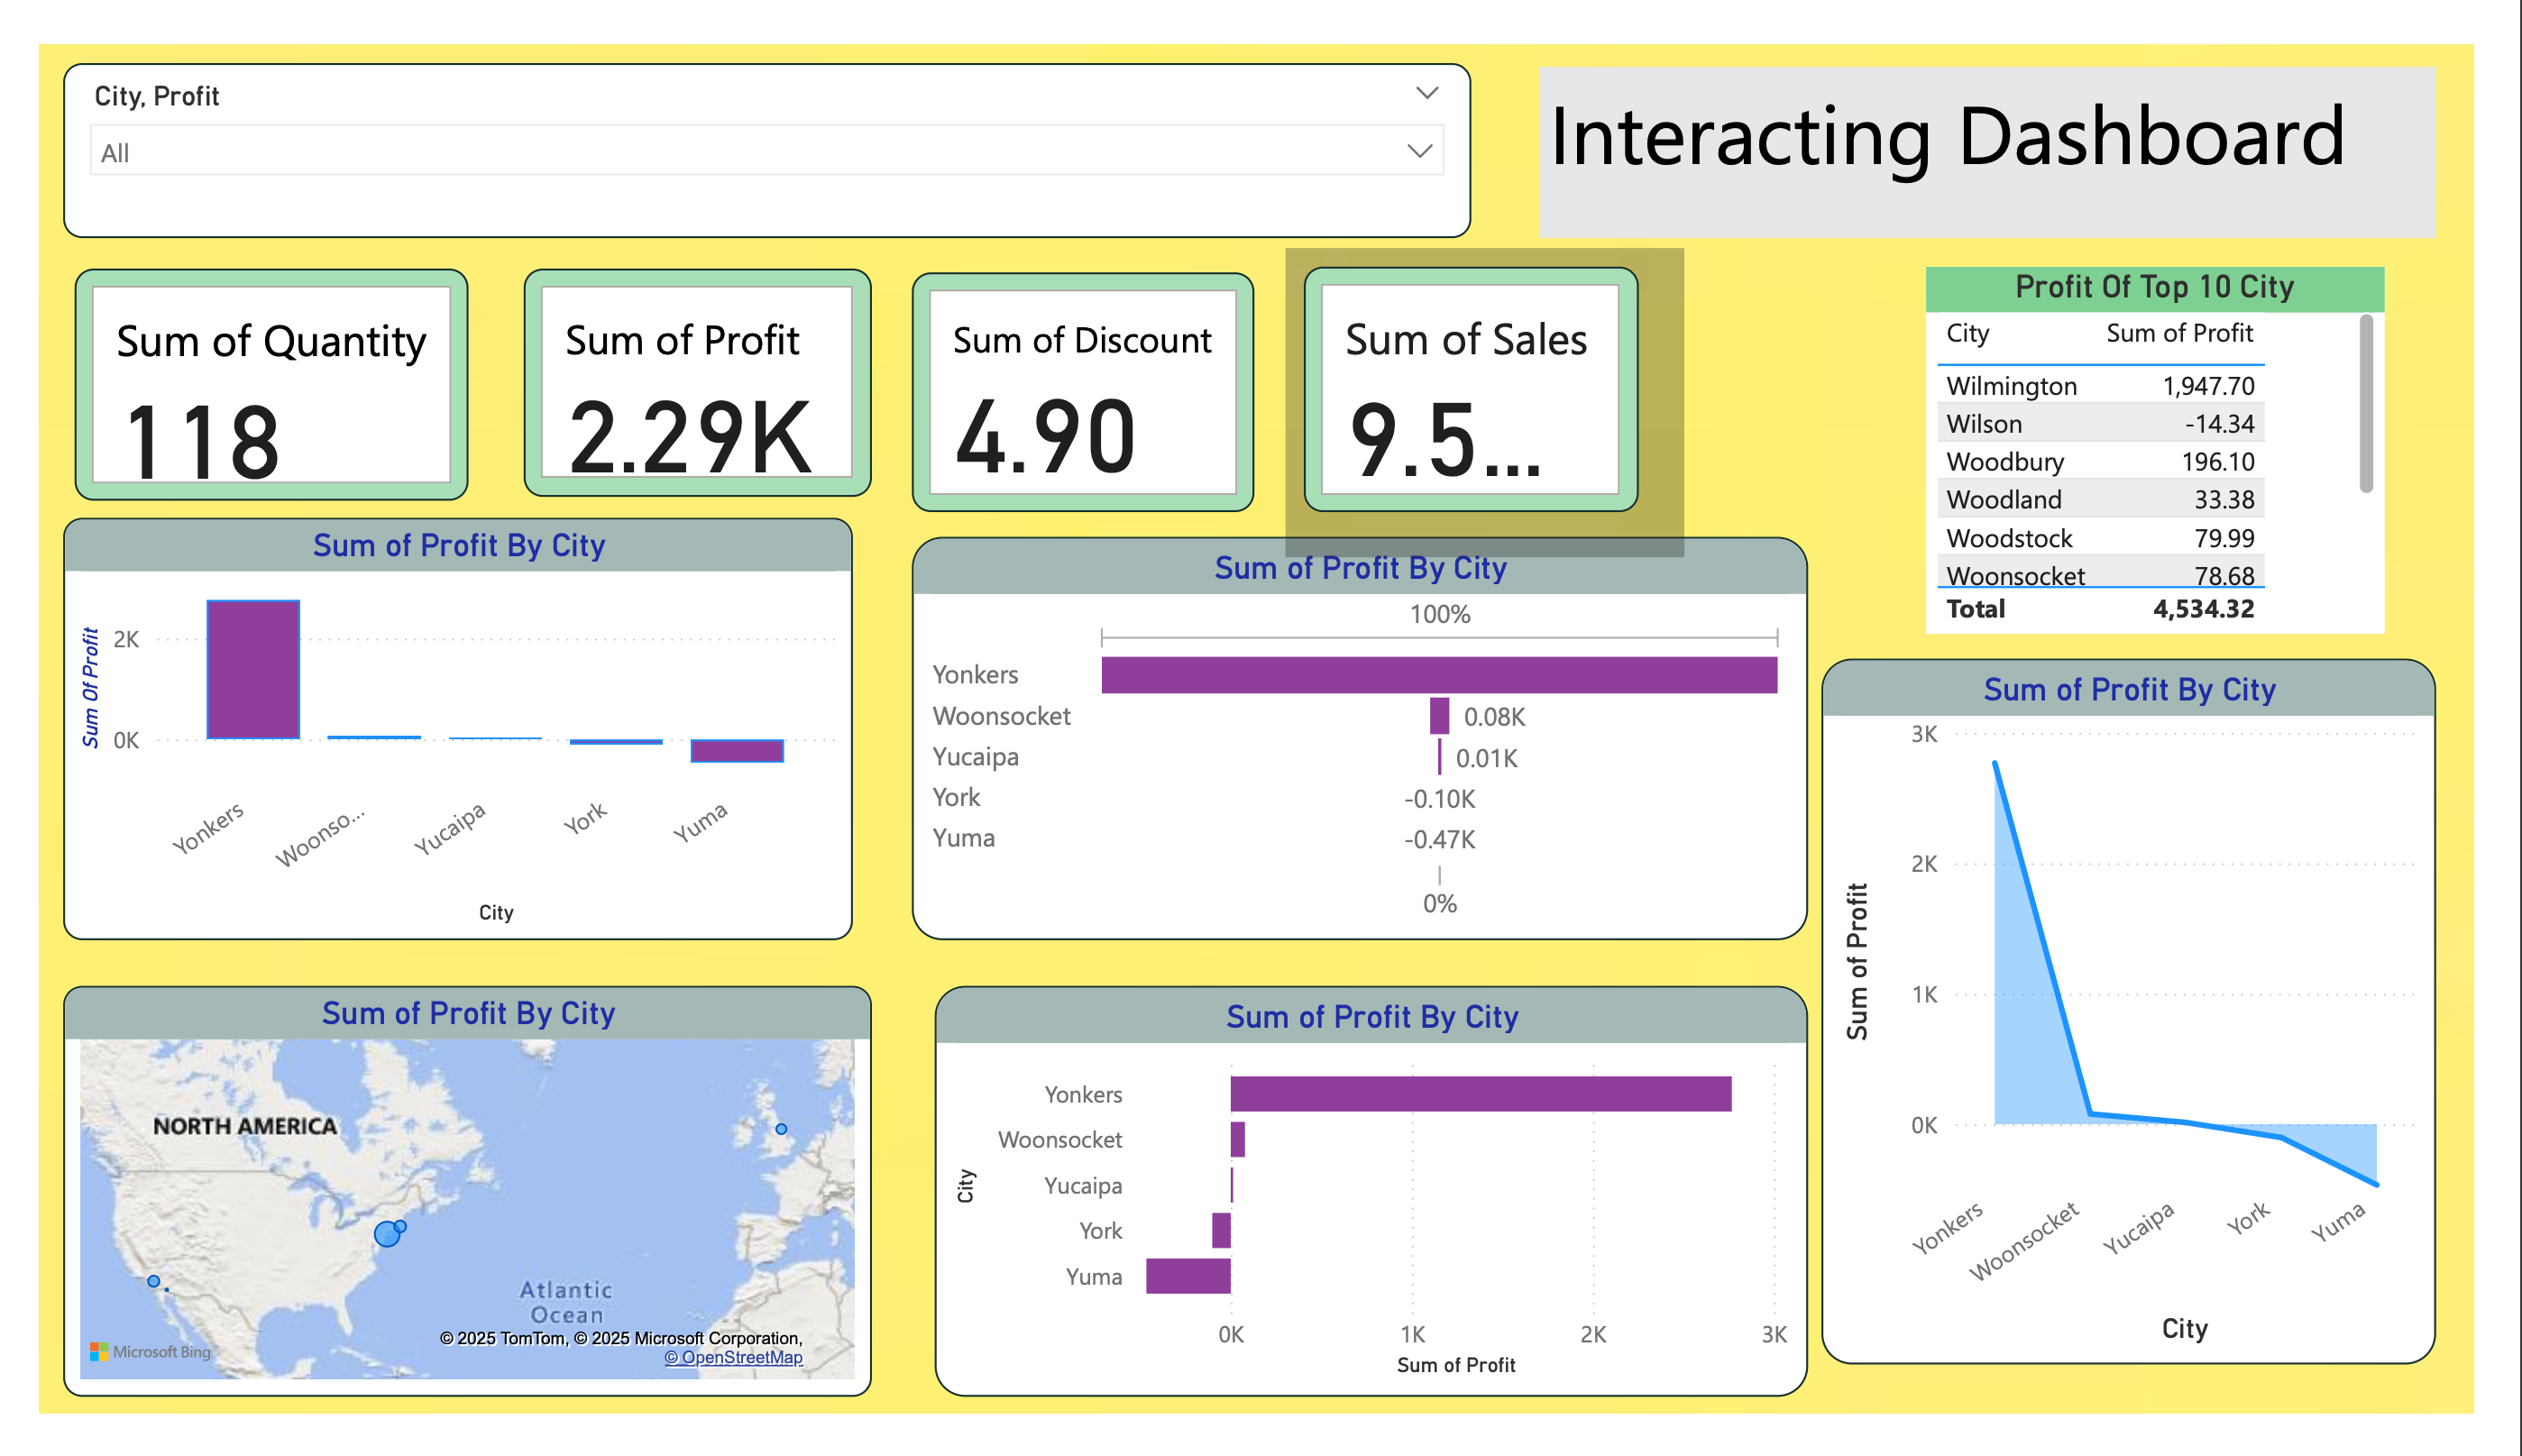 City, Profit
All
Interacting Dashboard
Sum of Quantity
118
Sum of Profit
2.29K
Sum of Discount
4.90
Sum of Sales
9.5...
Profit Of Top 10 City
City Sum of Profit
Wilmington 1,947.70
Wilson -14.34
Woodbury 196.10
Woodland 33.38
Woodstock 79.99
Woonsocket 78.68
Total 4,534.32
Sum of Profit By City
Sum Of Profit
2K
0K
Yonkers
Woonso...
Yucaipa
York
Yuma
City
Sum of Profit By City
100%
Yonkers
Woonsocket 0.08K
Yucaipa 0.01K
York -0.10K
Yuma -0.47K
0%
Sum of Profit By City
Sum of Profit
3K
2K
1K
0K
Yonkers
Woonsocket
Yucaipa
York
Yuma
City
Sum of Profit By City
NORTH AMERICA
Atlantic
Ocean
© 2025 TomTom, © 2025 Microsoft Corporation,
© OpenStreetMap
Microsoft Bing
Sum of Profit By City
City
Yonkers
Woonsocket
Yucaipa
York
Yuma
0K 1K 2K 3K
Sum of Profit